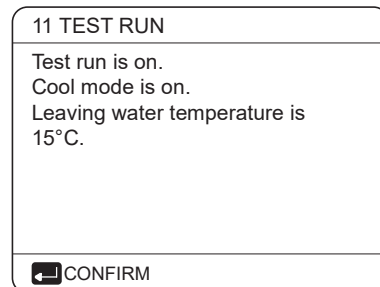 11 TEST RUN
Test run is on.
Cool mode is on.
Leaving water temperature is
15°C.
CONFIRM